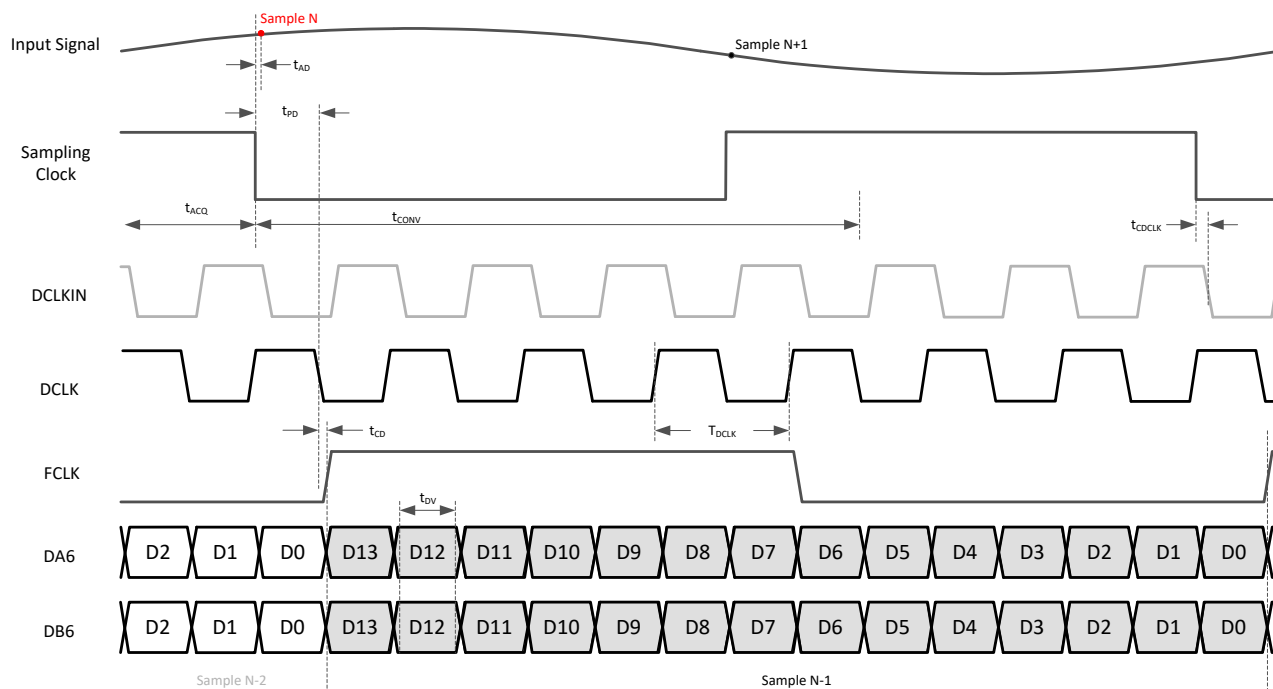 Sample N
Input Signal
Sample N+1
tAD
tPD
Sampling
Clock
tACQ
tCONV
tCDCLK
DCLKIN
DCLK
tCD
TDCLK
FCLK
tDV
DA6 D2 D1 D0 D13 D12 D11 D10 D9 D8 D7 D6 D5 D4 D3 D2 D1 D0
DB6 D2 D1 D0 D13 D12 D11 D10 D9 D8 D7 D6 D5 D4 D3 D2 D1 D0
Sample N-2 Sample N-1